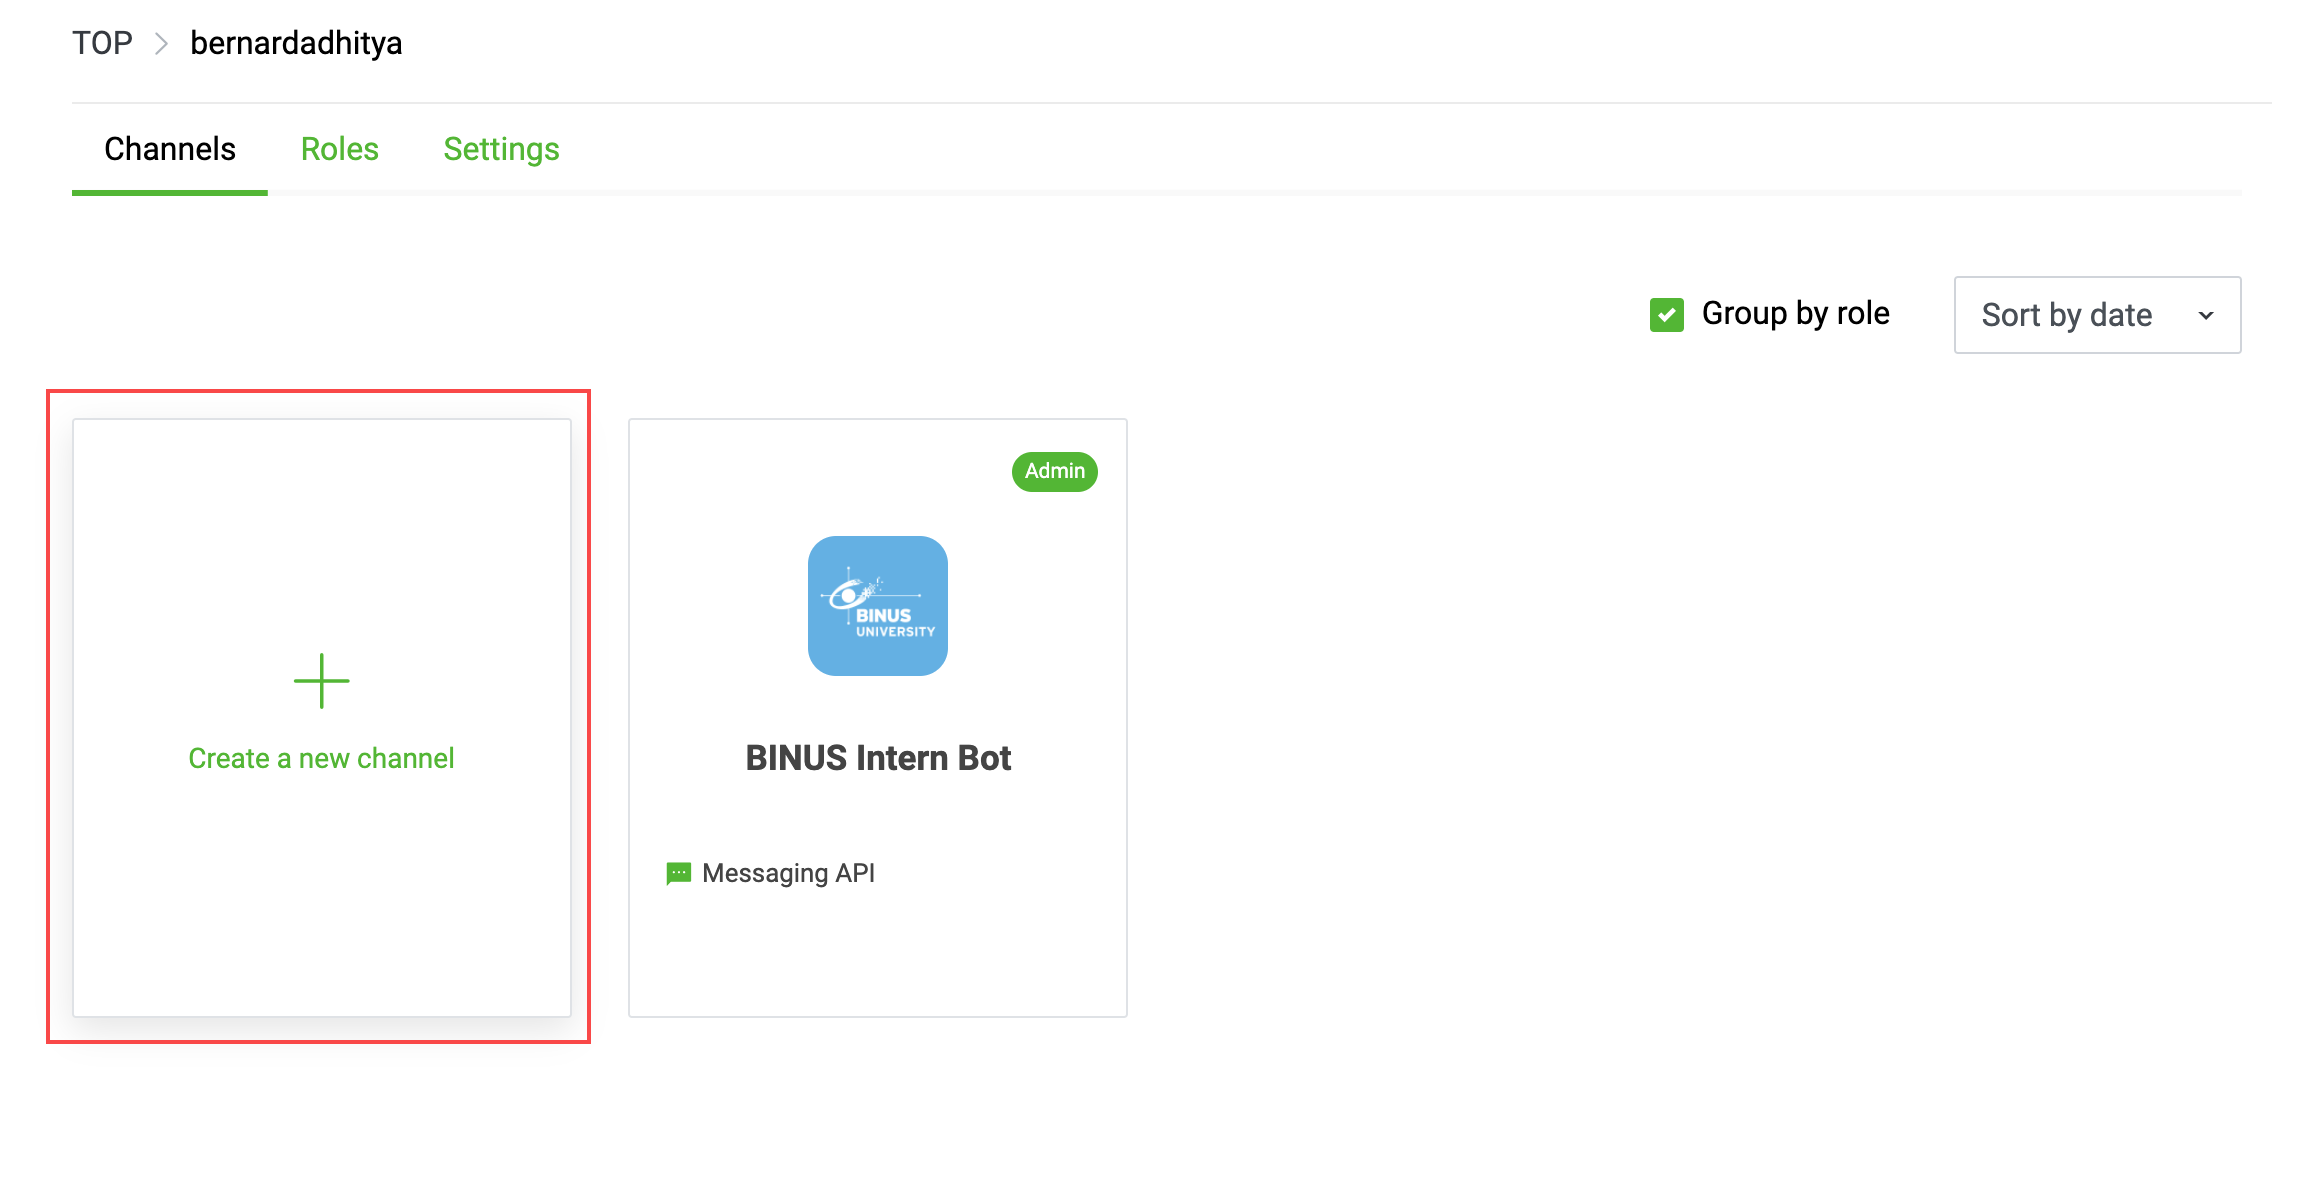 TOP > bernardadhitya
Channels Roles Settings
Group by role Sort by date
Create a new channel
Admin
BINUS
UNIVERSITY
BINUS Intern Bot
Messaging API